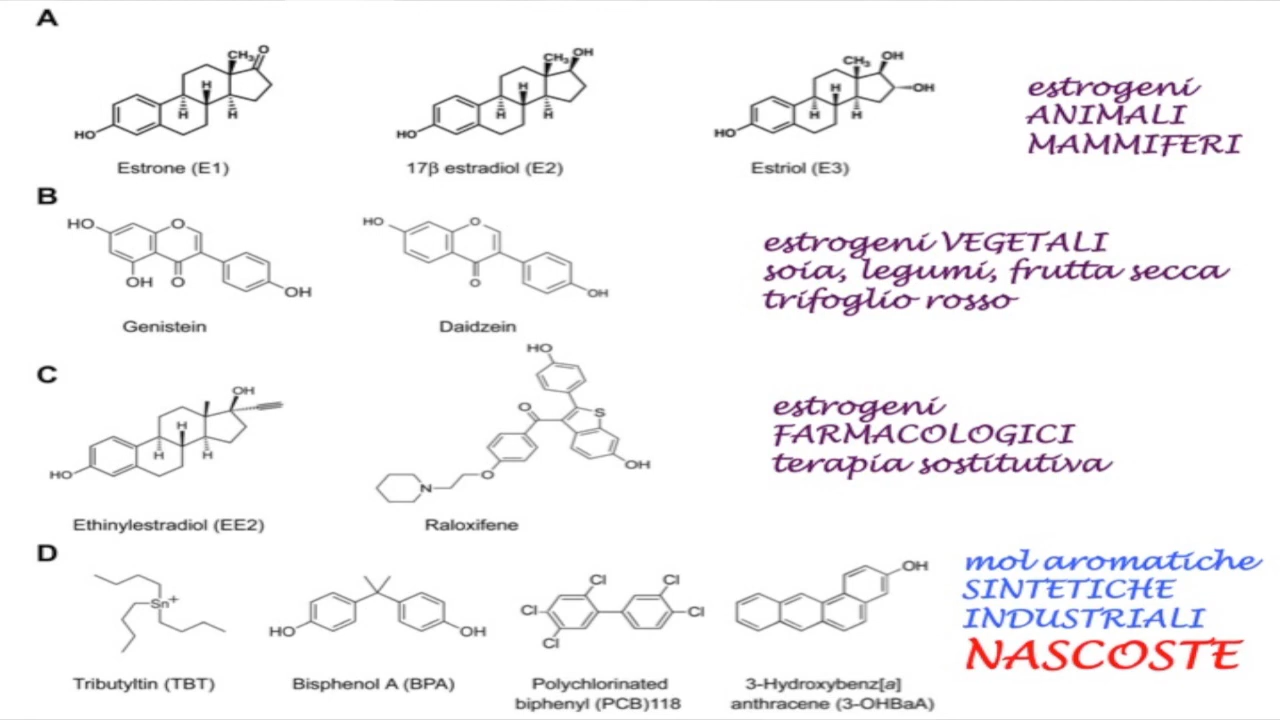 A
CH₃
O
H
H
H
HO
Estrone (E1)
CH₃
OH
H
H
H
HO
17β estradiol (E2)
CH₃
OH
OH
H
H
H
HO
Estriol (E3)
estrogeni
ANIMALI
MAMMIFERI
B
HO
O
OH
O
OH
Genistein
HO
O
O
OH
Daidzein
estrogeni VEGETALI
soia, legumi, frutta secca
trifoglio rosso
C
OH
H
H
H
HO
Ethinylestradiol (EE2)
HO
O
S
OH
O
N
Raloxifene
estrogeni
FARMACOLOGICI
terapia sostitutiva
D
Sn+
Tributyltin (TBT)
HO
OH
Bisphenol A (BPA)
Cl
Cl
Cl
Cl
Cl
Polychlorinated
biphenyl (PCB)118
OH
3-Hydroxybenz[a]
anthracene (3-OHBaA)
mol aromatiche
SINTETICHE
INDUSTRIALI
NASCOSTE